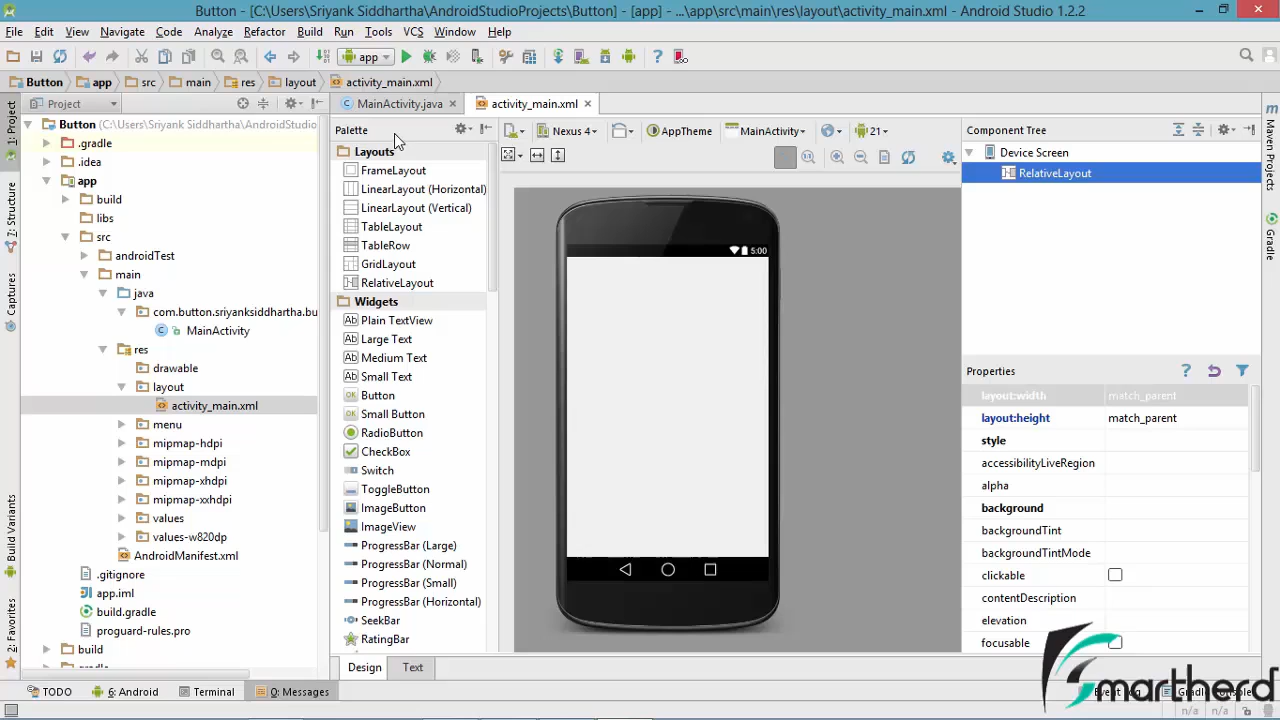 Button - [C:\Users\Sriyank Siddhartha\AndroidStudioProjects\Button] - [app] - ...\app\src\main\res\layout\activity_main.xml - Android Studio 1.2.2
File Edit View Navigate Code Analyze Refactor Build Run Tools VCS Window Help
app
Button app src main res layout activity_main.xml
Project
MainActivity.java
activity_main.xml
1: Project
Z: Structure
Captures
Build Variants
2: Favorites
Button (C:\Users\Sriyank Siddhartha\AndroidStudio
.gradle
.idea
app
build
libs
src
androidTest
main
java
com.button.sriyanksiddhartha.bu
MainActivity
res
drawable
layout
activity_main.xml
menu
mipmap-hdpi
mipmap-mdpi
mipmap-xhdpi
mipmap-xxhdpi
values
values-w820dp
AndroidManifest.xml
.gitignore
app.iml
build.gradle
proguard-rules.pro
build
gradle
Palette
Layouts
FrameLayout
LinearLayout (Horizontal)
LinearLayout (Vertical)
TableLayout
TableRow
GridLayout
RelativeLayout
Widgets
Ab Plain TextView
Ab Large Text
Ab Medium Text
Ab Small Text
OK Button
OK Small Button
RadioButton
CheckBox
Switch
ToggleButton
ImageButton
ImageView
ProgressBar (Large)
ProgressBar (Normal)
ProgressBar (Small)
ProgressBar (Horizontal)
SeekBar
RatingBar
Design Text
Nexus 4 AppTheme MainActivity 21
5:00
Component Tree
Device Screen
RelativeLayout
Properties
layout:width match_parent
layout:height match_parent
style
accessibilityLiveRegion
alpha
background
backgroundTint
backgroundTintMode
clickable
contentDescription
elevation
focusable
Maven Projects
Gradle
TODO 6: Android Terminal 0: Messages
n/a n/a
smartherd